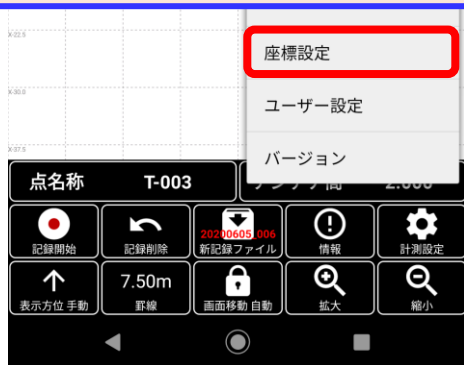 X-22.5
座標設定
X-30.0
ユーザー設定
X-37.5
バージョン
点名称 T-003
記録開始
記録削除
20200605_006
新記録ファイル
情報
計測設定
表示方位 手動
7.50m
罫線
画面移動 自動
拡大
縮小